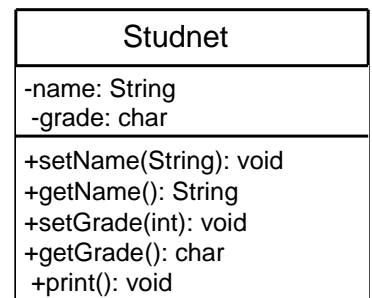 Studnet
-name: String
-grade: char
+setName(String): void
+getName(): String
+setGrade(int): void
+getGrade(): char
+print(): void